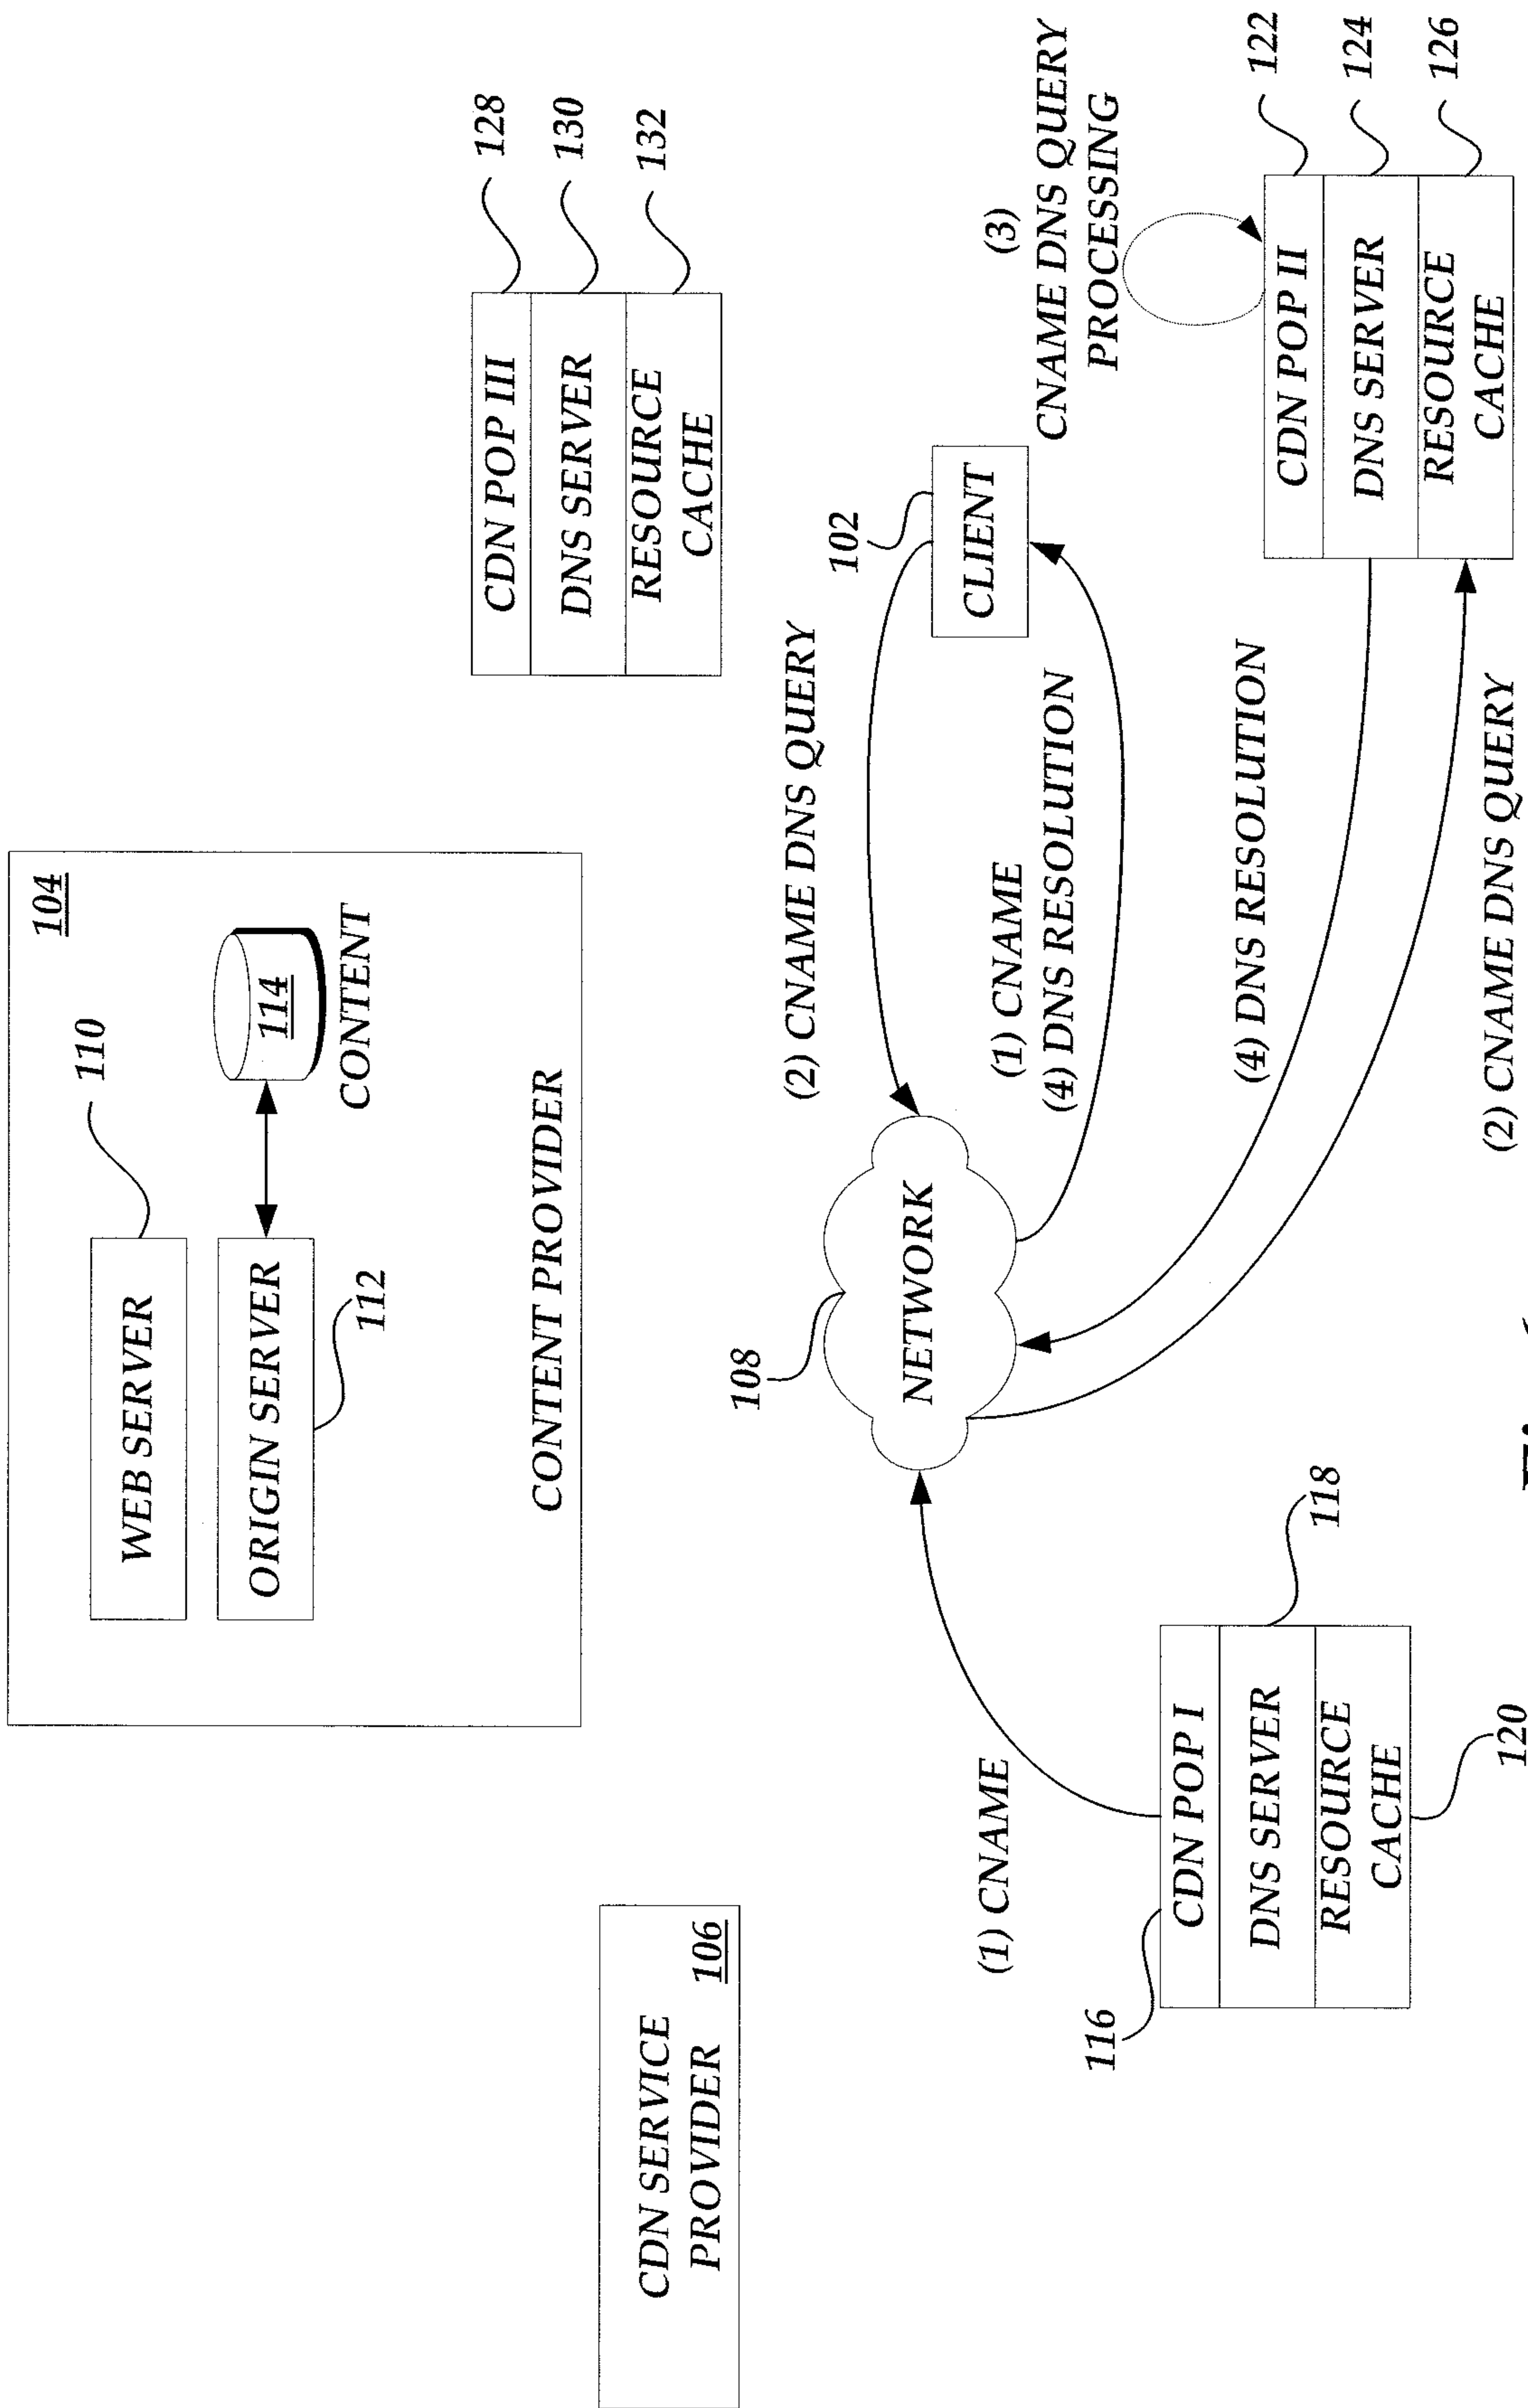 104
110
WEB SERVER
ORIGIN SERVER
114
CONTENT
112
CONTENT PROVIDER
CDN SERVICE
PROVIDER 106
CDN POP III
128
DNS SERVER
130
RESOURCE
CACHE
132
108
NETWORK
(2) CNAME DNS QUERY
102
CLIENT
(1) CNAME
(4) DNS RESOLUTION
(1) CNAME
116
CDN POP I
DNS SERVER
118
RESOURCE
CACHE
120
(3)
CNAME DNS QUERY
PROCESSING
(4) DNS RESOLUTION
CDN POP II
122
DNS SERVER
124
RESOURCE
CACHE
126
(2) CNAME DNS QUERY